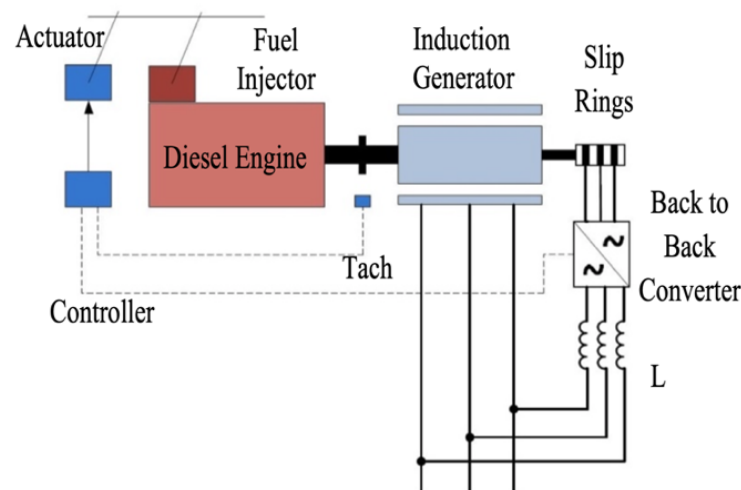 Actuator
Fuel
Injector
Induction
Generator
Slip
Rings
Diesel Engine
Back to
Back
Converter
Tach
Controller
L